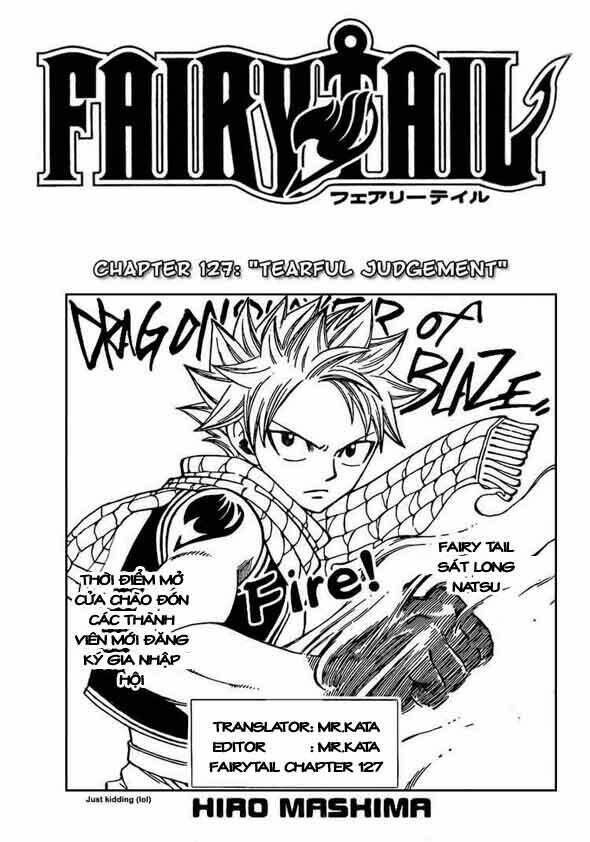 FAIRY TAIL
フェアリーテイル
CHAPTER 127: "TEARFUL JUDGEMENT"
DRAGON SLAYER of
BLAZE,,
Fire!
FAIRY TAIL
SÁT LONG
NATSU
THỜI ĐIỂM MỞ
CỬA CHÀO ĐÓN
CÁC THÀNH
VIÊN MỚI ĐĂNG
KÝ GIA NHẬP
HỘI
TRANSLATOR: MR.KATA
EDITOR : MR.KATA
FAIRYTAIL CHAPTER 127
Just kidding (lol)
HIRO MASHIMA